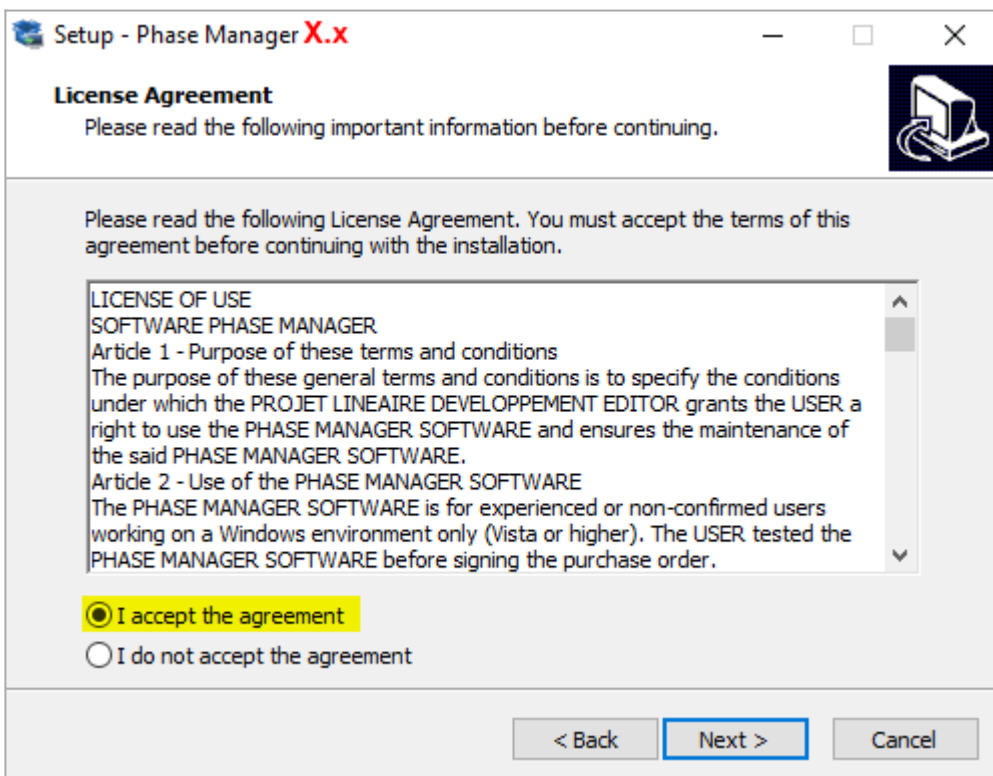 Setup - Phase Manager X.x
License Agreement
Please read the following important information before continuing.
Please read the following License Agreement. You must accept the terms of this
agreement before continuing with the installation.
LICENSE OF USE
SOFTWARE PHASE MANAGER
Article 1 - Purpose of these terms and conditions
The purpose of these general terms and conditions is to specify the conditions
under which the PROJET LINEAIRE DEVELOPPEMENT EDITOR grants the USER a
right to use the PHASE MANAGER SOFTWARE and ensures the maintenance of
the said PHASE MANAGER SOFTWARE.
Article 2 - Use of the PHASE MANAGER SOFTWARE
The PHASE MANAGER SOFTWARE is for experienced or non-confirmed users
working on a Windows environment only (Vista or higher). The USER tested the
PHASE MANAGER SOFTWARE before signing the purchase order.
I accept the agreement
I do not accept the agreement
< Back Next > Cancel